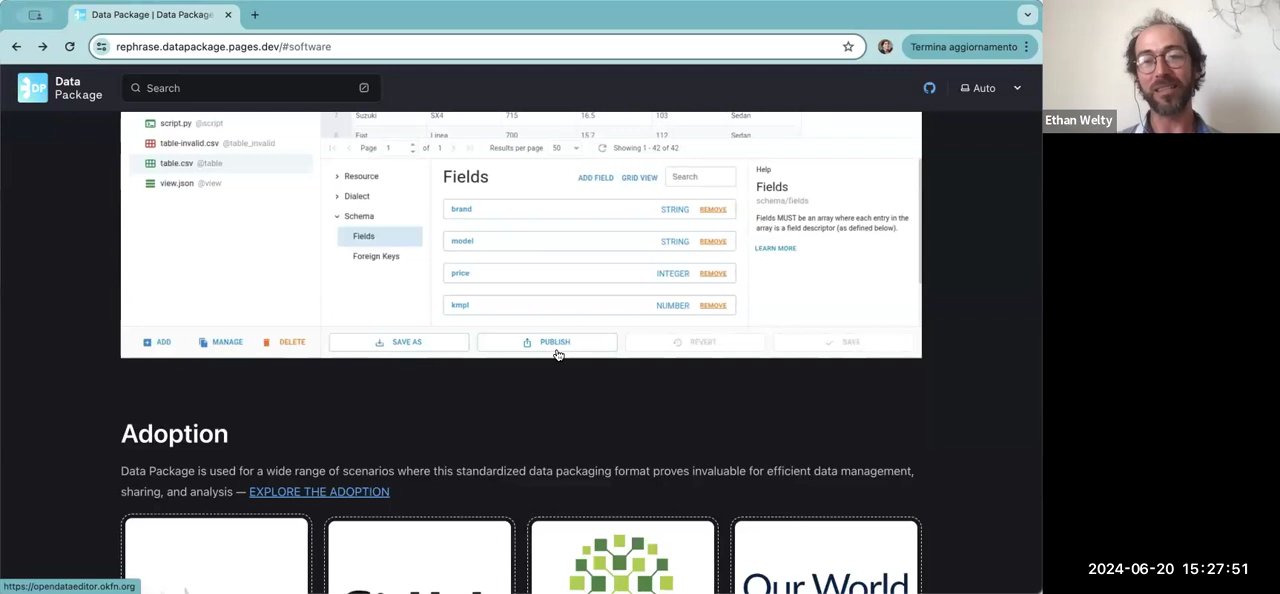 Data Package | Data Package
rephrase.datapackage.pages.dev/#software
Termina aggiornamento
DP
Data
Package
Search
Auto
Ethan Welty
Suzuki SX4 715 16.5 103 Sedan
6 Fiat Linea 700 15.2 112 Sedan
script.py @script
table-invalid.csv @table_invalid
table.csv @table
view.json @view
Page 1 of 1 Results per page 50 Showing 1 - 42 of 42
Resource
Dialect
Schema
Fields
Foreign Keys
Fields
ADD FIELD GRID VIEW Search
brand STRING REMOVE
model STRING REMOVE
price INTEGER REMOVE
kmpl NUMBER REMOVE
Help
Fields
schema/fields
Fields MUST be an array where each entry in the
array is a field descriptor (as defined below).
LEARN MORE
ADD MANAGE DELETE SAVE AS PUBLISH REVERT SAVE
Adoption
Data Package is used for a wide range of scenarios where this standardized data packaging format proves invaluable for efficient data management,
sharing, and analysis — EXPLORE THE ADOPTION
Our World
https://opendataeditor.okfn.org
2024-06-20 15:27:51